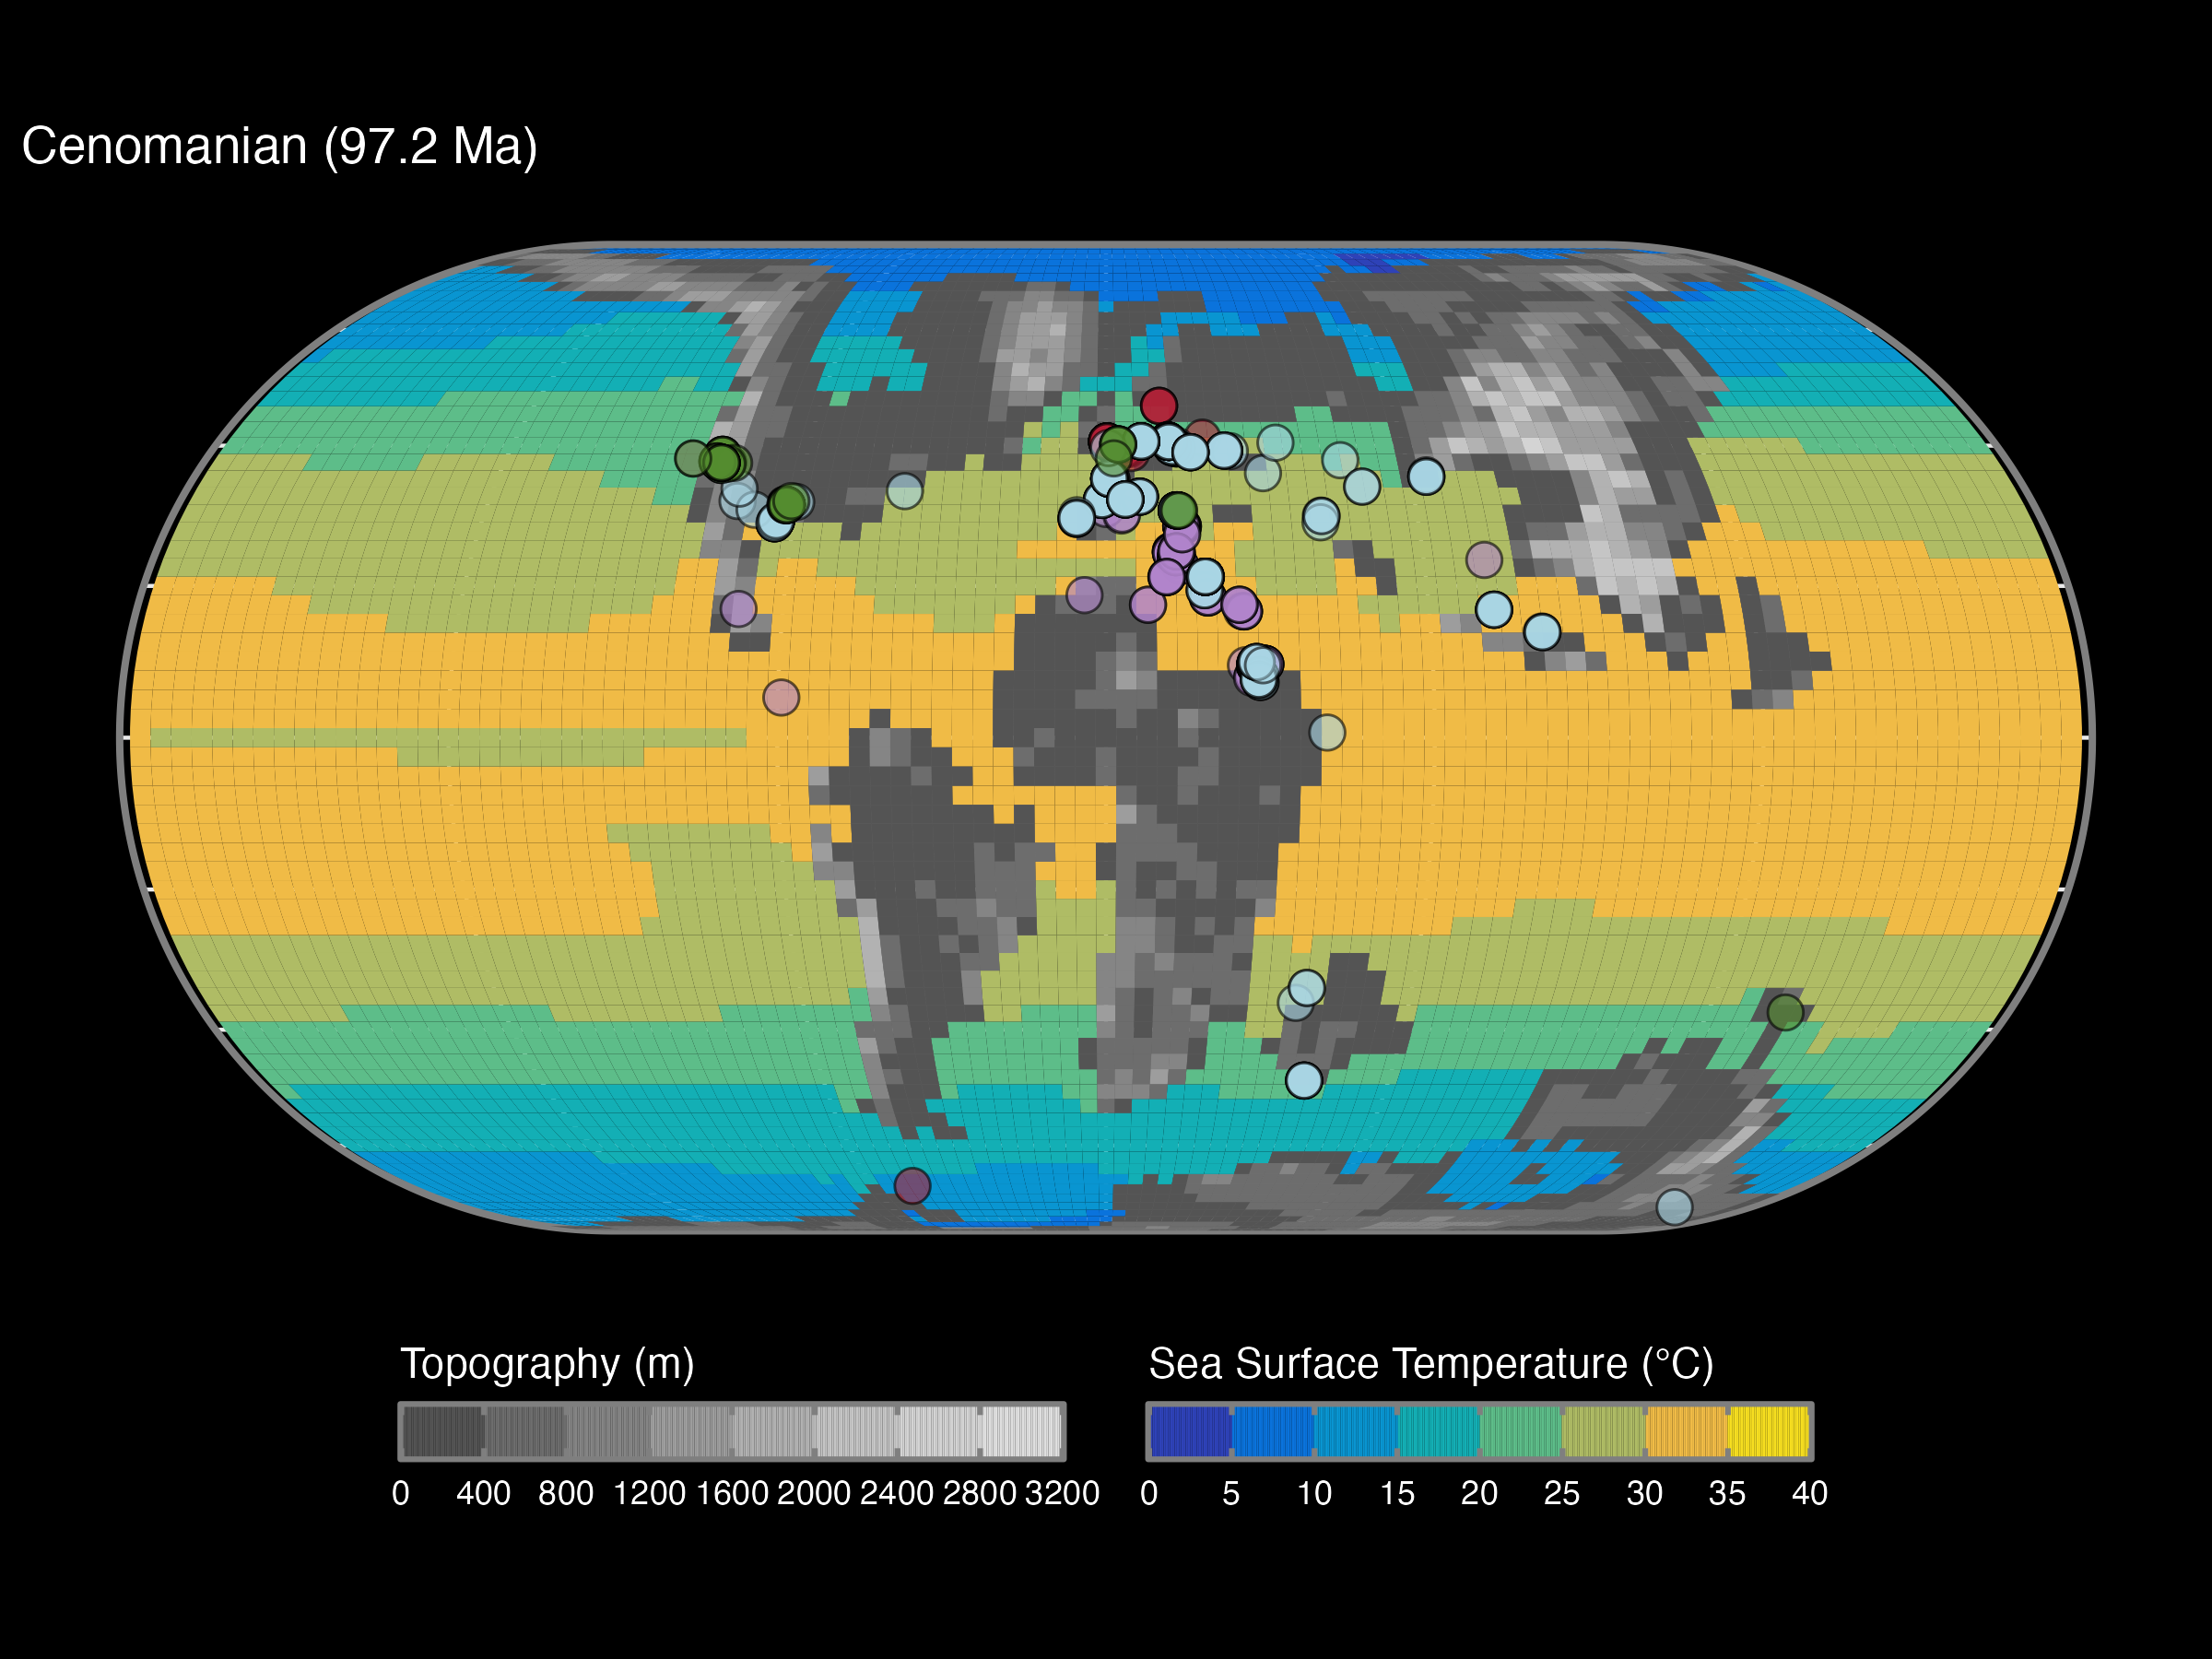 Cenomanian (97.2 Ma)
Topography (m)
0 400 800 1200 1600 2000 2400 2800 3200
Sea Surface Temperature (°C)
0 5 10 15 20 25 30 35 40